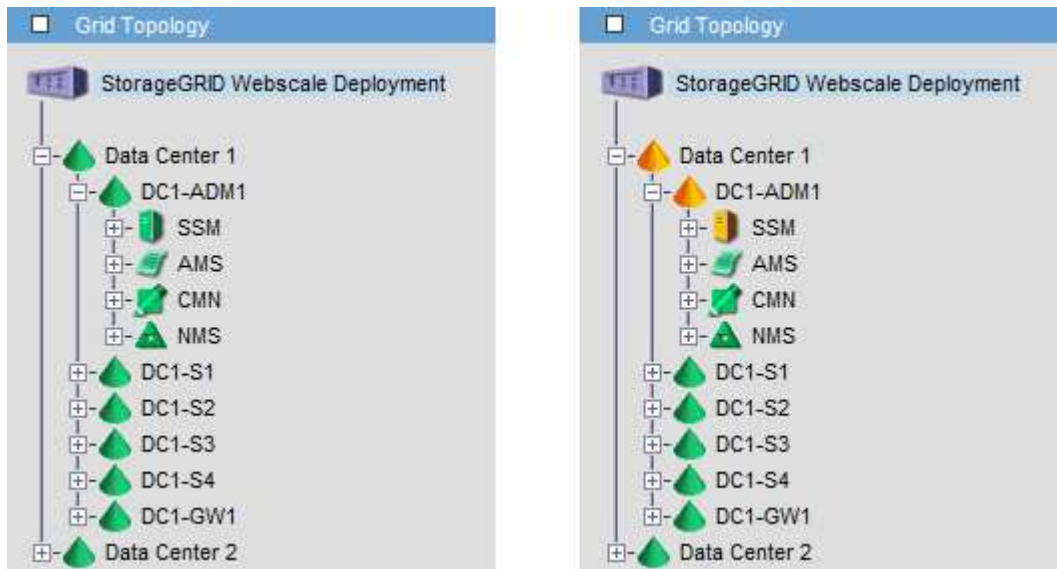 Grid Topology
StorageGRID Webscale Deployment
Data Center 1
DC1-ADM1
SSM
AMS
CMN
NMS
DC1-S1
DC1-S2
DC1-S3
DC1-S4
DC1-GW1
Data Center 2
Grid Topology
StorageGRID Webscale Deployment
Data Center 1
DC1-ADM1
SSM
AMS
CMN
NMS
DC1-S1
DC1-S2
DC1-S3
DC1-S4
DC1-GW1
Data Center 2